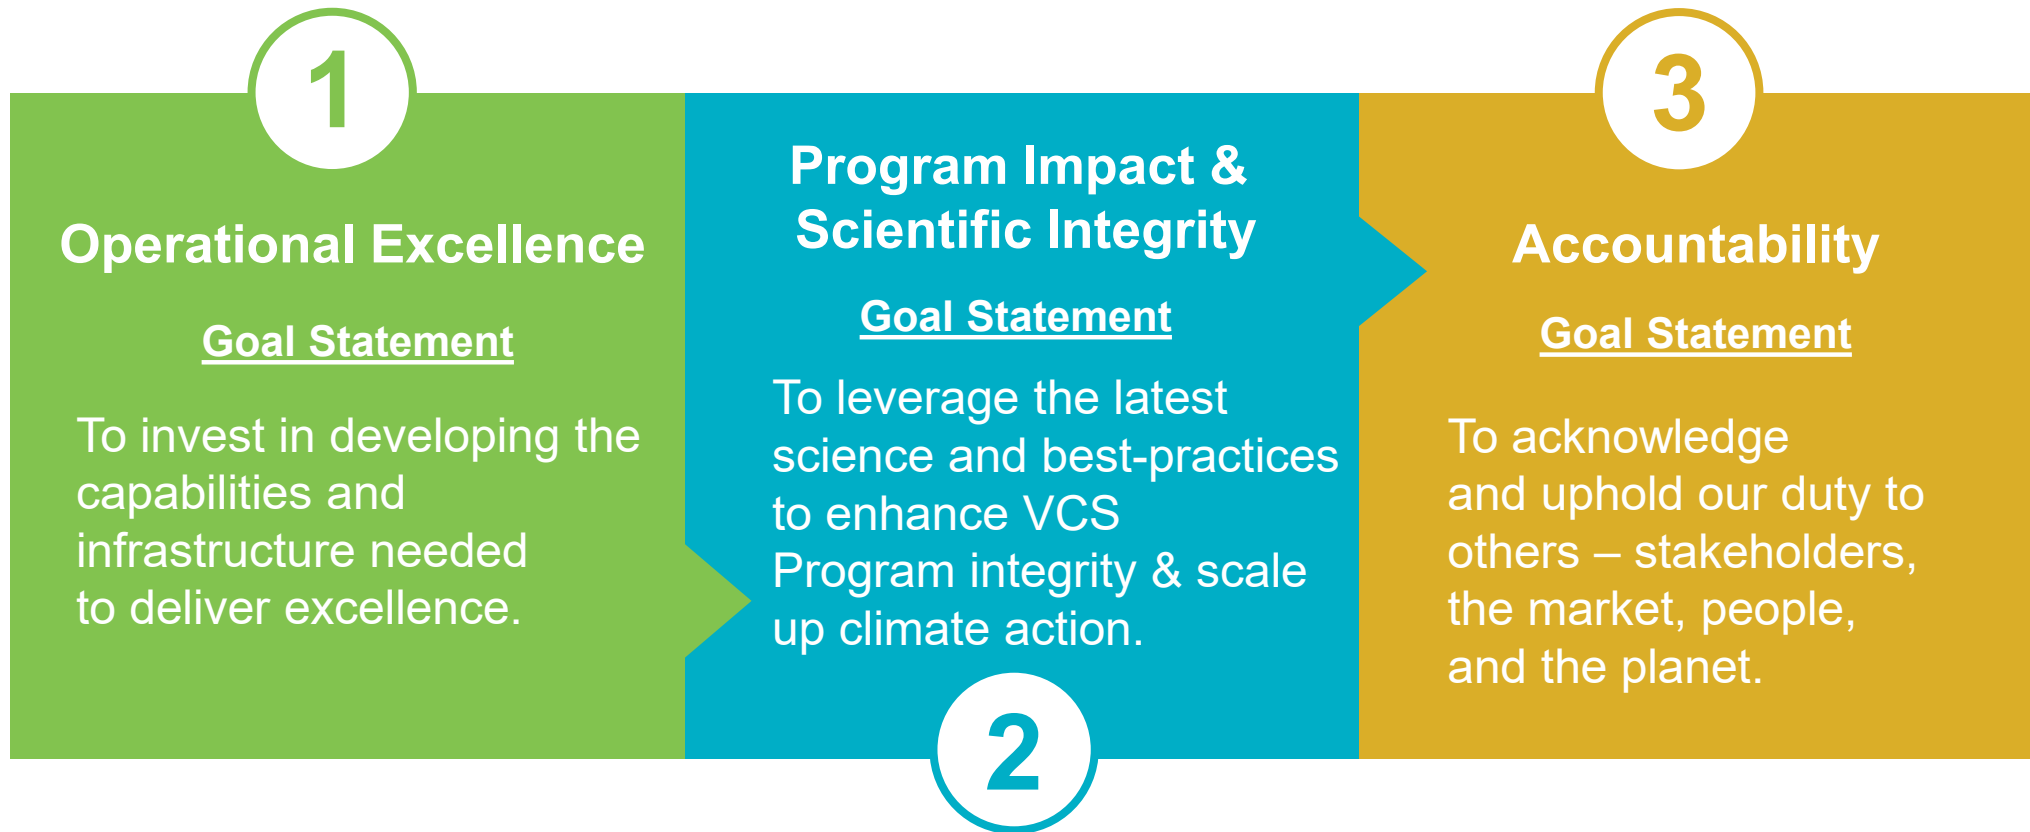 1
Operational Excellence
Goal Statement
To invest in developing the
capabilities and
infrastructure needed
to deliver excellence.
Program Impact &
Scientific Integrity
Goal Statement
To leverage the latest
science and best-practices
to enhance VCS
Program integrity & scale
up climate action.
2
3
Accountability
Goal Statement
To acknowledge
and uphold our duty to
others – stakeholders,
the market, people,
and the planet.